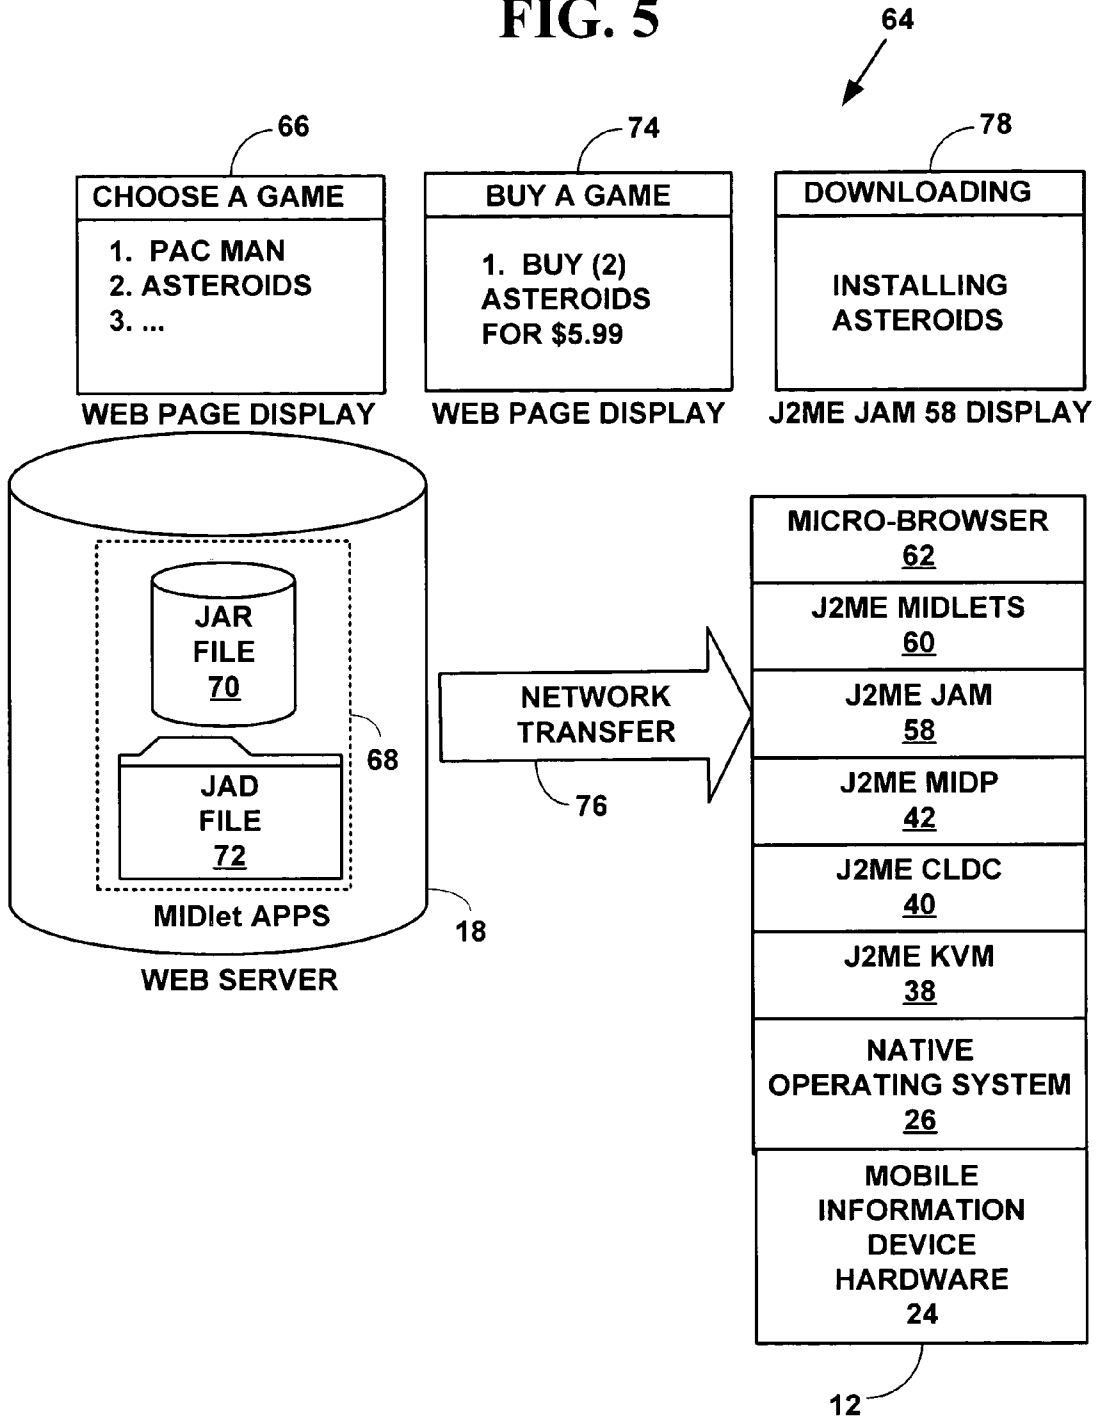 FIG. 5
64
66
74
78
CHOOSE A GAME
1. PAC MAN
2. ASTEROIDS
3. ...
WEB PAGE DISPLAY
BUY A GAME
1. BUY (2)
ASTEROIDS
FOR $5.99
WEB PAGE DISPLAY
DOWNLOADING
INSTALLING
ASTEROIDS
J2ME JAM 58 DISPLAY
JAR
FILE
70
68
JAD
FILE
72
MIDlet APPS
18
WEB SERVER
NETWORK
TRANSFER
76
MICRO-BROWSER
62
J2ME MIDLETS
60
J2ME JAM
58
J2ME MIDP
42
J2ME CLDC
40
J2ME KVM
38
NATIVE
OPERATING SYSTEM
26
MOBILE
INFORMATION
DEVICE
HARDWARE
24
12